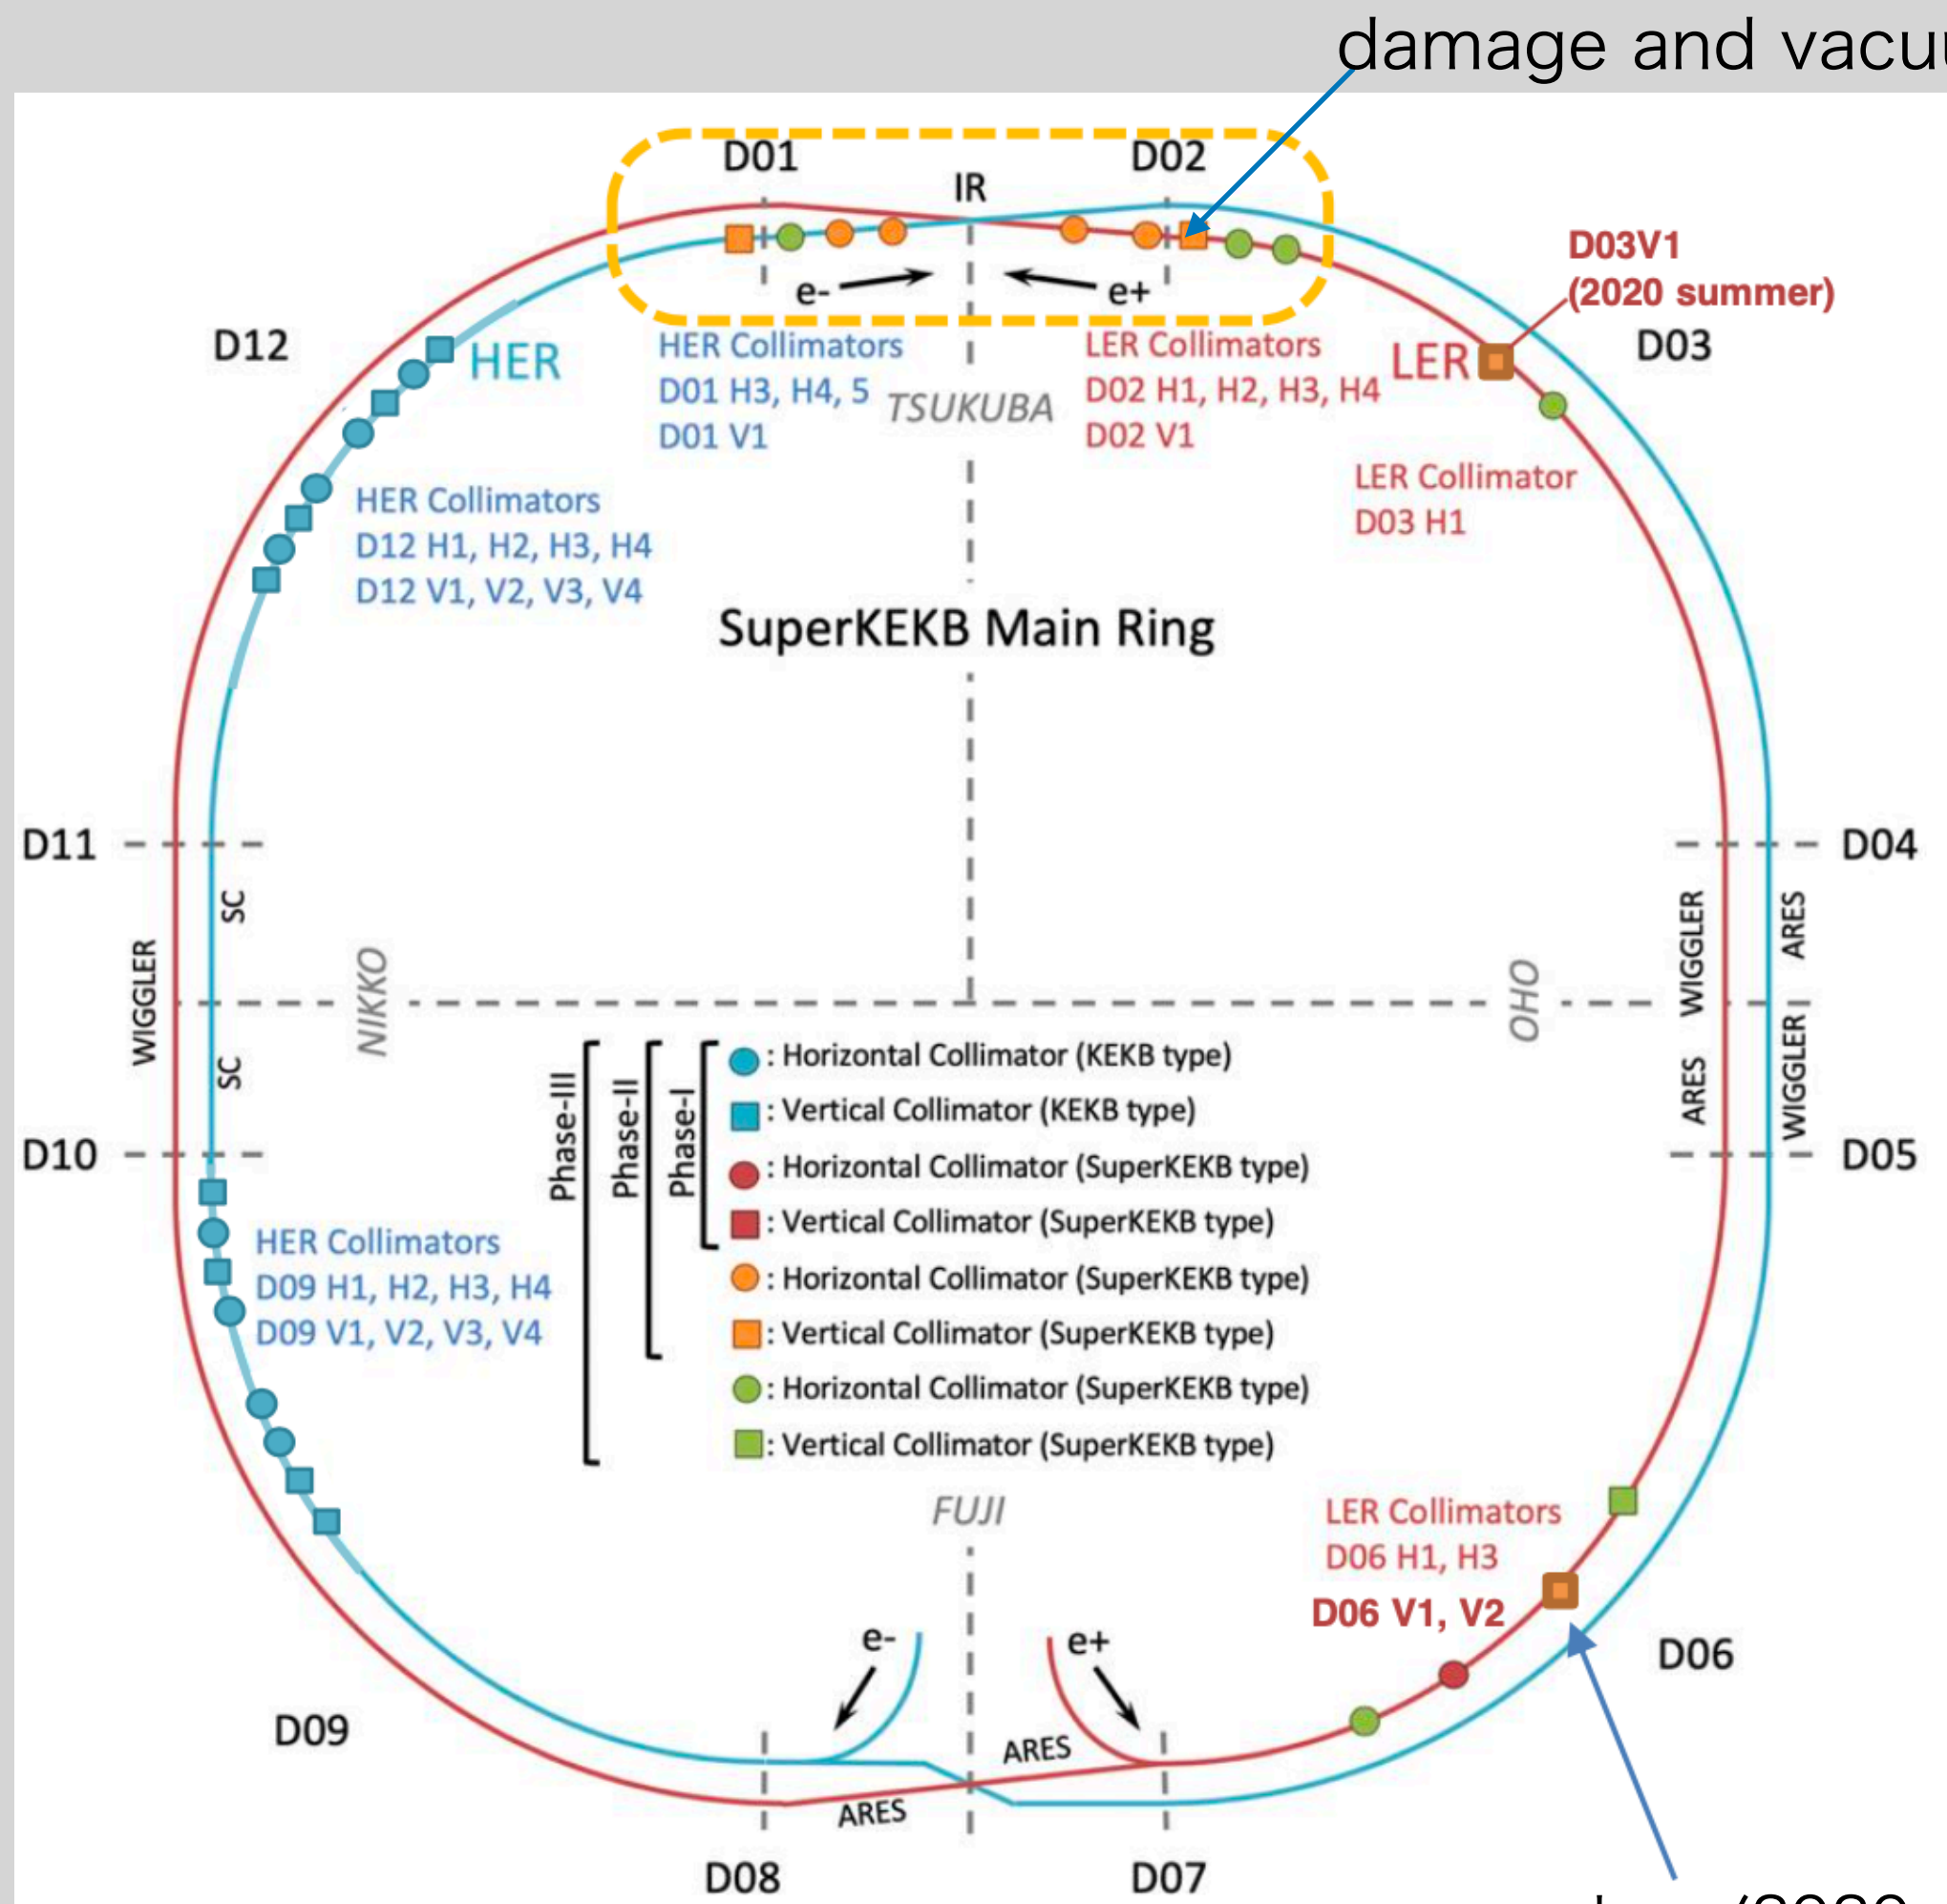 damage and
D01
D02
IR
D03V1
(2020 summer)
e-
e+
D12
HER
HER Collimators
D01 H3, H4, 5
D01 V1
TSUKUBA
LER Collimators
D02 H1, H2, H3, H4
D02 V1
LER
D03
LER Collimator
D03 H1
HER Collimators
D12 H1, H2, H3, H4
D12 V1, V2, V3, V4
SuperKEKB Main Ring
D11
D04
SC
WIGGLER
ARES
WIGGLER
NIKKO
OHO
SC
ARES
WIGGLER
D10
D05
Phase-III
Phase-II
Phase-I
: Horizontal Collimator (KEKB type)
: Vertical Collimator (KEKB type)
: Horizontal Collimator (SuperKEKB type)
: Vertical Collimator (SuperKEKB type)
: Horizontal Collimator (SuperKEKB type)
: Vertical Collimator (SuperKEKB type)
: Horizontal Collimator (SuperKEKB type)
: Vertical Collimator (SuperKEKB type)
HER Collimators
D09 H1, H2, H3, H4
D09 V1, V2, V3, V4
FUJI
LER Collimators
D06 H1, H3
D06 V1, V2
e-
e+
D06
D09
ARES
ARES
D08
D07